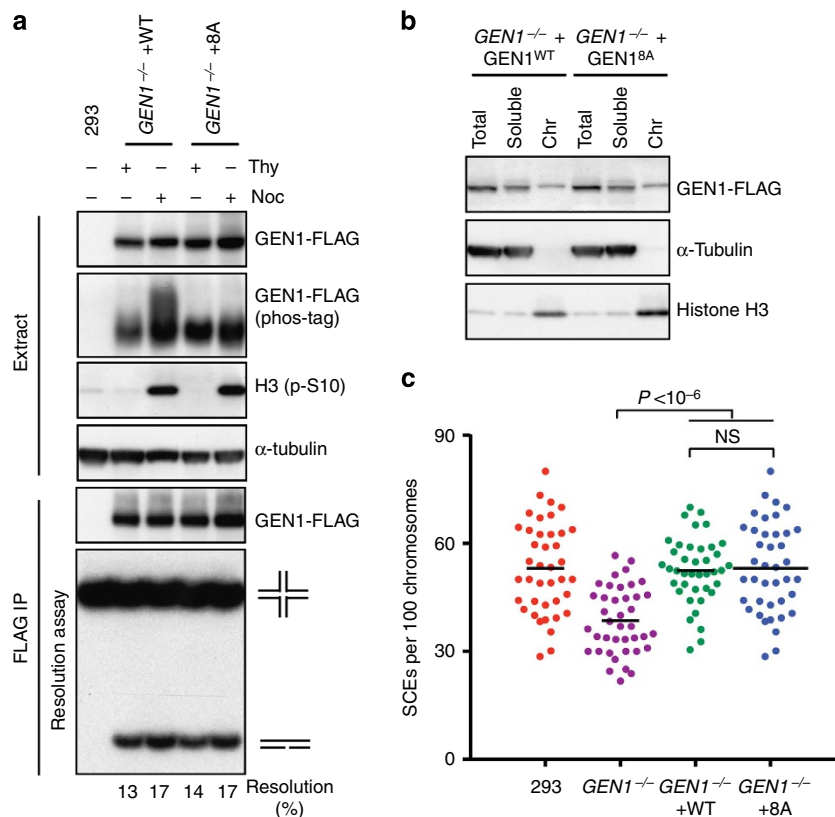 a
293
GEN1−/− +WT
GEN1−/− +8A
− + − + − Thy
− − + − + Noc
Extract
GEN1-FLAG
GEN1-FLAG
(phos-tag)
H3 (p-S10)
α-tubulin
FLAG IP
GEN1-FLAG
Resolution assay
13 17 14 17 Resolution
(%)
b
GEN1−/− + GEN1−/− +
GEN1WT GEN18A
Total Soluble Chr Total Soluble Chr
GEN1-FLAG
α-Tubulin
Histone H3
c
P <10−6
NS
SCEs per 100 chromosomes
90
60
30
0
293 GEN1−/− GEN1−/− GEN1−/−
+WT +8A